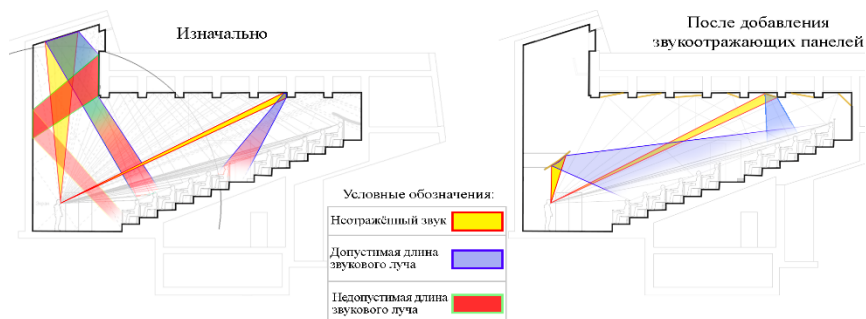 Изначально
После добавления
звукоотражающих панелей
Условные обозначения:
Неотражённый звук
Допустимая длина
звукового луча
Недопустимая длина
звукового луча